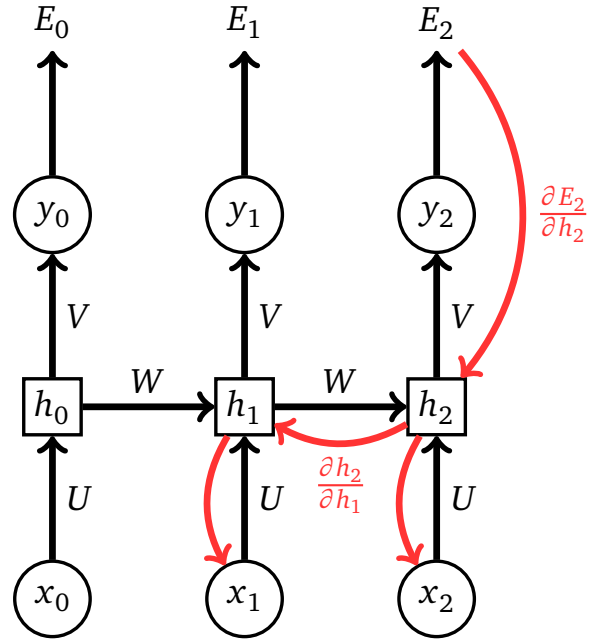 E₀ E₁ E₂
y₀ y₁ y₂
∂E₂
∂h₂
V V V
W W
h₀ h₁ h₂
∂h₂
∂h₁
U U U
x₀ x₁ x₂